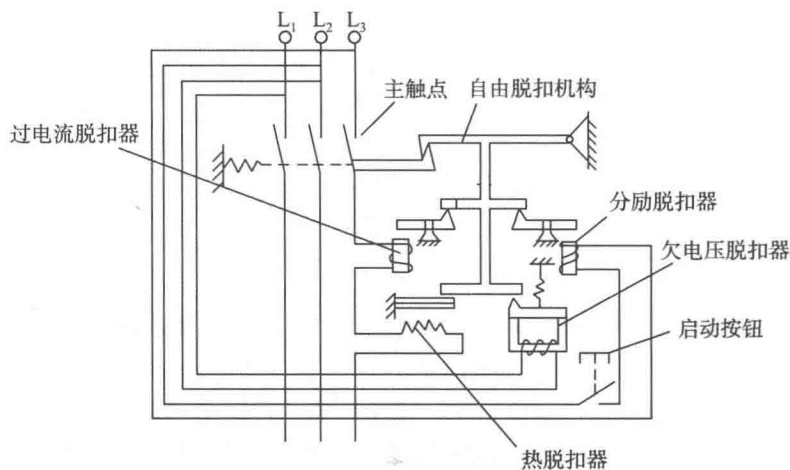 L₁ L₂ L₃
主触点
自由脱扣机构
过电流脱扣器
分励脱扣器
欠电压脱扣器
启动按钮
热脱扣器